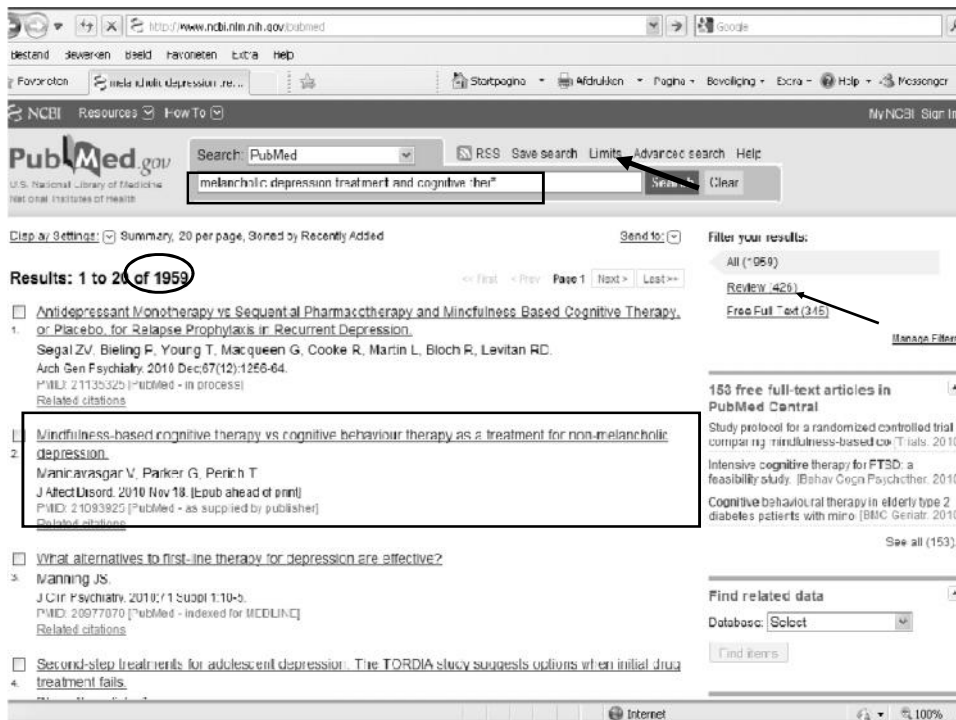 http://www.ncbi.nlm.nih.gov/pubmed
Google
Bestand Bewerken Beeld Favorieten Extra Help
Favorieten melancholic depression tre...
Startpagina Afdrukken Pagina Beveiliging Extra Help Messenger
NCBI Resources How To
My NCBI Sign In
PubMed.gov
U.S. National Library of Medicine
National Institutes of Health
Search: PubMed
RSS Save search Limits Advanced search Help
melancholic depression treatment and cognitive ther*
Search Clear
Display Settings: Summary, 20 per page, Sorted by Recently Added
Send to:
Results: 1 to 20 of 1959
<< First < Prev Page 1 Next > Last >>
1. Antidepressant Monotherapy vs Sequential Pharmacotherapy and Mindfulness Based Cognitive Therapy,
or Placebo, for Relapse Prophylaxis in Recurrent Depression.
Segal ZV, Bieling P, Young T, Macqueen G, Cooke R, Martin L, Bloch R, Levitan RD.
Arch Gen Psychiatry. 2010 Dec;67(12):1256-64.
PMID: 21135325 [PubMed - in process]
Related citations
2. Mindfulness-based cognitive therapy vs cognitive behaviour therapy as a treatment for non-melancholic
depression.
Manicavasgar V, Parker G, Perich T.
J Affect Disord. 2010 Nov 18. [Epub ahead of print]
PMID: 21093925 [PubMed - as supplied by publisher]
Related citations
3. What alternatives to first-line therapy for depression are effective?
Manning JS.
J Clin Psychiatry. 2010;71 Suppl 1:10-5.
PMID: 20977870 [PubMed - indexed for MEDLINE]
Related citations
4. Second-step treatments for adolescent depression. The TORDIA study suggests options when initial drug
treatment fails.
Filter your results:
All (1959)
Review (426)
Free Full Text (346)
Manage Filters
153 free full-text articles in
PubMed Central
Study protocol for a randomized controlled trial
comparing mindfulness-based co [Trials. 2010
Intensive cognitive therapy for PTSD: a
feasibility study. [Behav Cogn Psychother. 2010
Cognitive behavioural therapy in elderly type 2
diabetes patients with mino [BMC Geriatr. 2010
See all (153)
Find related data
Database: Select
Find items
Internet
100%